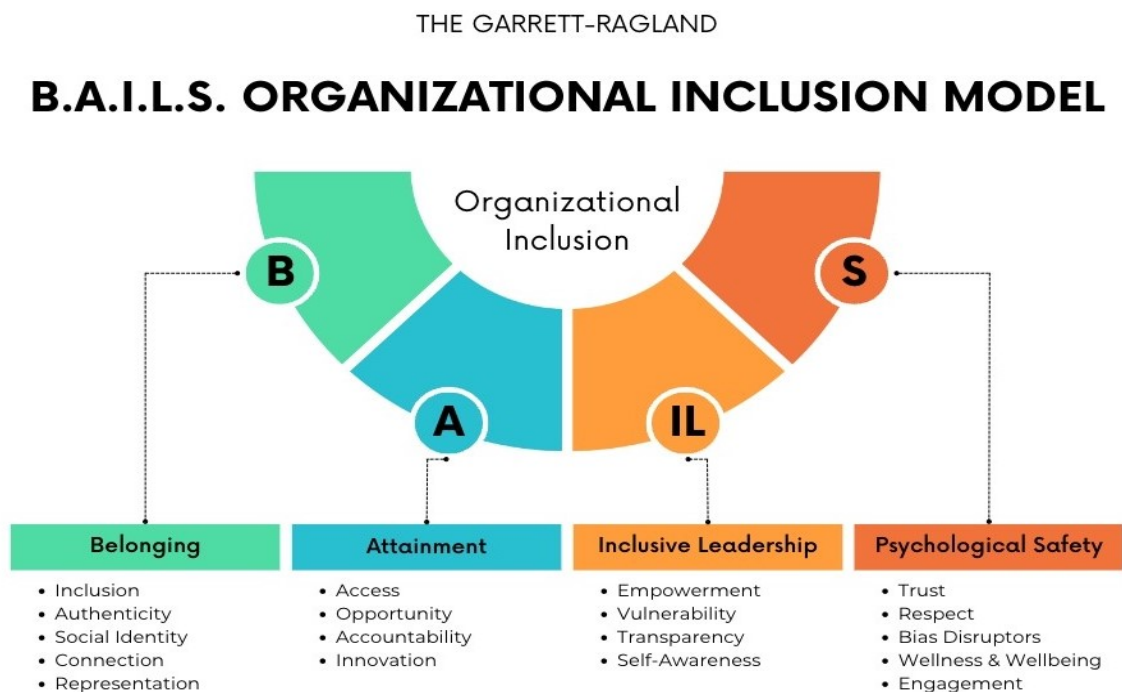 THE GARRETT-RAGLAND
B.A.I.L.S. ORGANIZATIONAL INCLUSION MODEL
Organizational
Inclusion
B
S
A
IL
Belonging
• Inclusion
• Authenticity
• Social Identity
• Connection
• Representation
Attainment
• Access
• Opportunity
• Accountability
• Innovation
Inclusive Leadership
• Empowerment
• Vulnerability
• Transparency
• Self-Awareness
Psychological Safety
• Trust
• Respect
• Bias Disruptors
• Wellness & Wellbeing
• Engagement